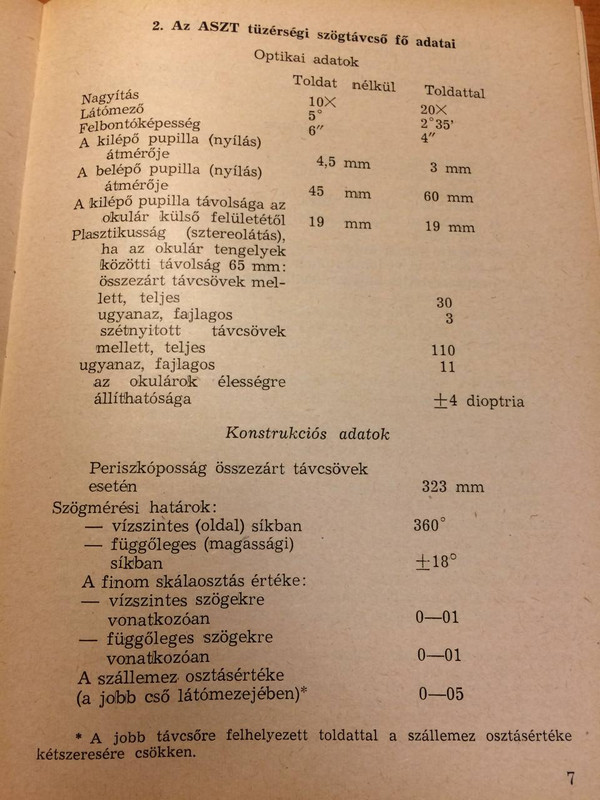 2. Az ASZT tüzérségi szögtávcső fő adatai
Optikai adatok
Toldat nélkül Toldattal
Nagyítás 10X 20X
Látómező 5° 2°35'
Felbontóképesség 6″ 4″
A kilépő pupilla (nyílás)
átmérője 4,5 mm 3 mm
A belépő pupilla (nyílás)
átmérője 45 mm 60 mm
A kilépő pupilla távolsága az
okulár külső felületétől 19 mm 19 mm
Plasztikusság (sztereolátás),
ha az okulár tengelyek
közötti távolság 65 mm:
összezárt távcsövek mel-
lett, teljes 30
ugyanaz, fajlagos 3
szétnyitott távcsövek
mellett, teljes 110
ugyanaz, fajlagos 11
az okulárok élességre
állíthatósága ±4 dioptria
Konstrukciós adatok
Periszkóposság összezárt távcsövek
esetén 323 mm
Szögmérési határok:
— vízszintes (oldal) síkban 360°
— függőleges (magassági)
síkban ±18°
A finom skálaosztás értéke:
— vízszintes szögekre
vonatkozóan 0—01
— függőleges szögekre
vonatkozóan 0—01
A szállemez osztásértéke
(a jobb cső látómezejében)* 0—05
* A jobb távcsőre felhelyezett toldattal a szállemez osztásértéke
kétszeresére csökken.
7